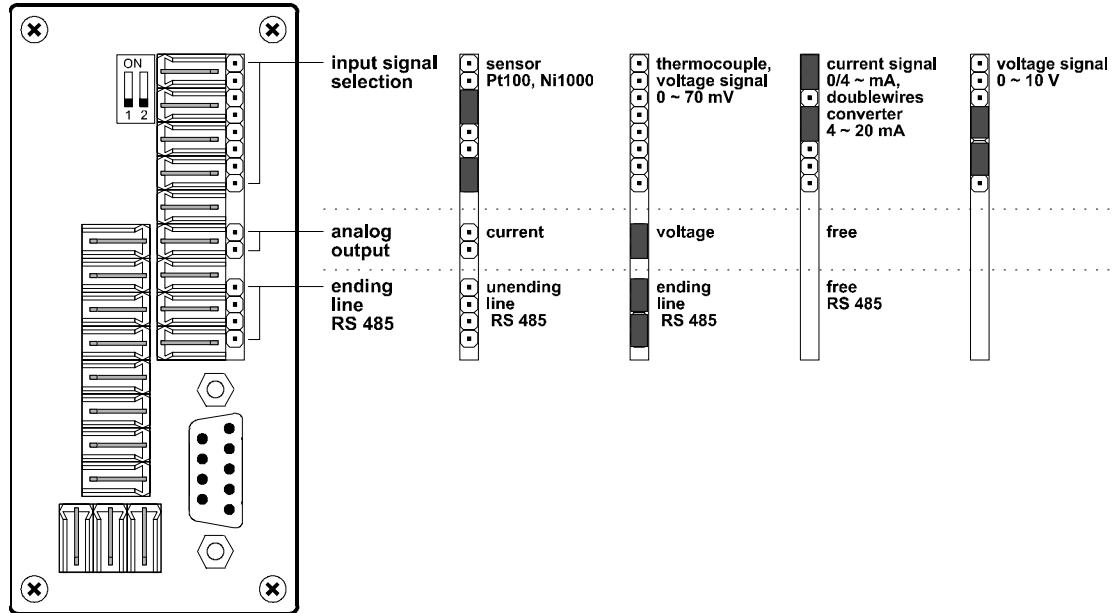 ON
1 2
input signal
selection
sensor
Pt100, Ni1000
thermocouple,
voltage signal
0 ~ 70 mV
current signal
0/4 ~ mA,
doublewires
converter
4 ~ 20 mA
voltage signal
0 ~ 10 V
analog
output
current
voltage
free
ending
line
RS 485
unending
line
RS 485
ending
line
RS 485
free
RS 485